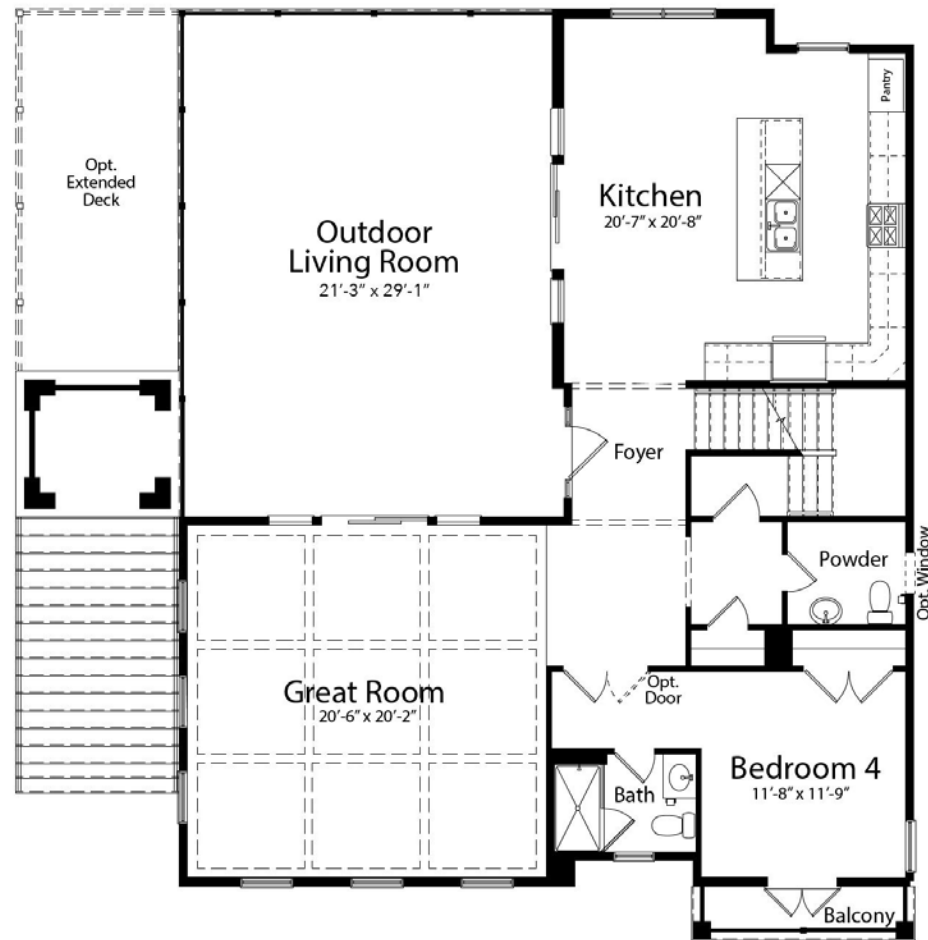 Opt.
Extended
Deck
Outdoor
Living Room
21'-3" x 29'-1"
Kitchen
20'-7" x 20'-8"
Pantry
Foyer
Powder
Opt. Window
Great Room
20'-6" x 20'-2"
Opt.
Door
Bath
Bedroom 4
11'-8" x 11'-9"
Balcony